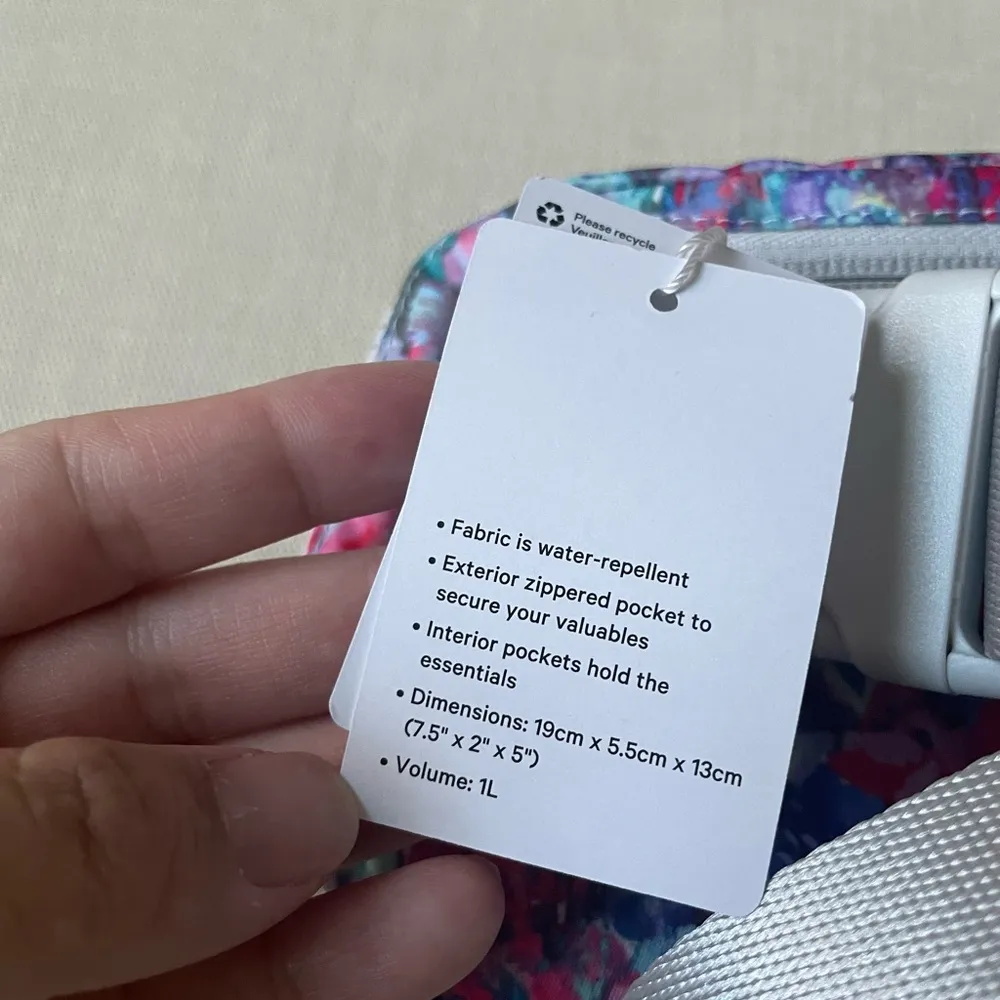 Please recycle
• Fabric is water-repellent
• Exterior zippered pocket to
secure your valuables
• Interior pockets hold the
essentials
• Dimensions: 19cm x 5.5cm x 13cm
(7.5" x 2" x 5")
• Volume: 1L